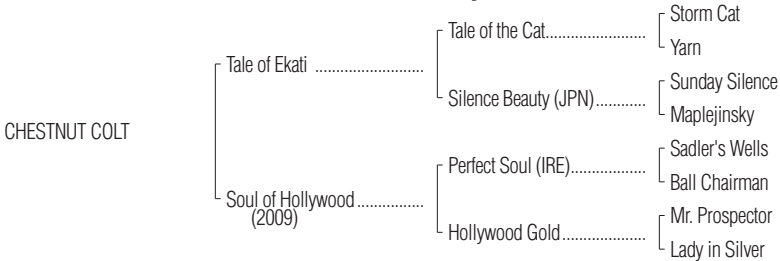 Storm Cat
Tale of the Cat........................
Yarn
Tale of Ekati ..........................
Sunday Silence
Silence Beauty (JPN)............
Maplejinsky
CHESTNUT COLT
Sadler's Wells
Perfect Soul (IRE)..................
Ball Chairman
Soul of Hollywood................
(2009)
Mr. Prospector
Hollywood Gold....................
Lady in Silver